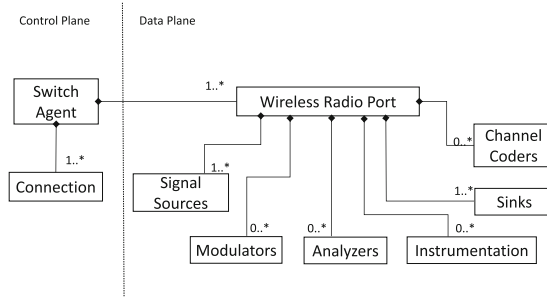 Control Plane
Data Plane
Switch
Agent
1..*
Wireless Radio Port
1..*
Connection
1..*
Signal
Sources
0..*
Modulators
0..*
Analyzers
0..*
Instrumentation
1..*
Sinks
0..*
Channel
Coders